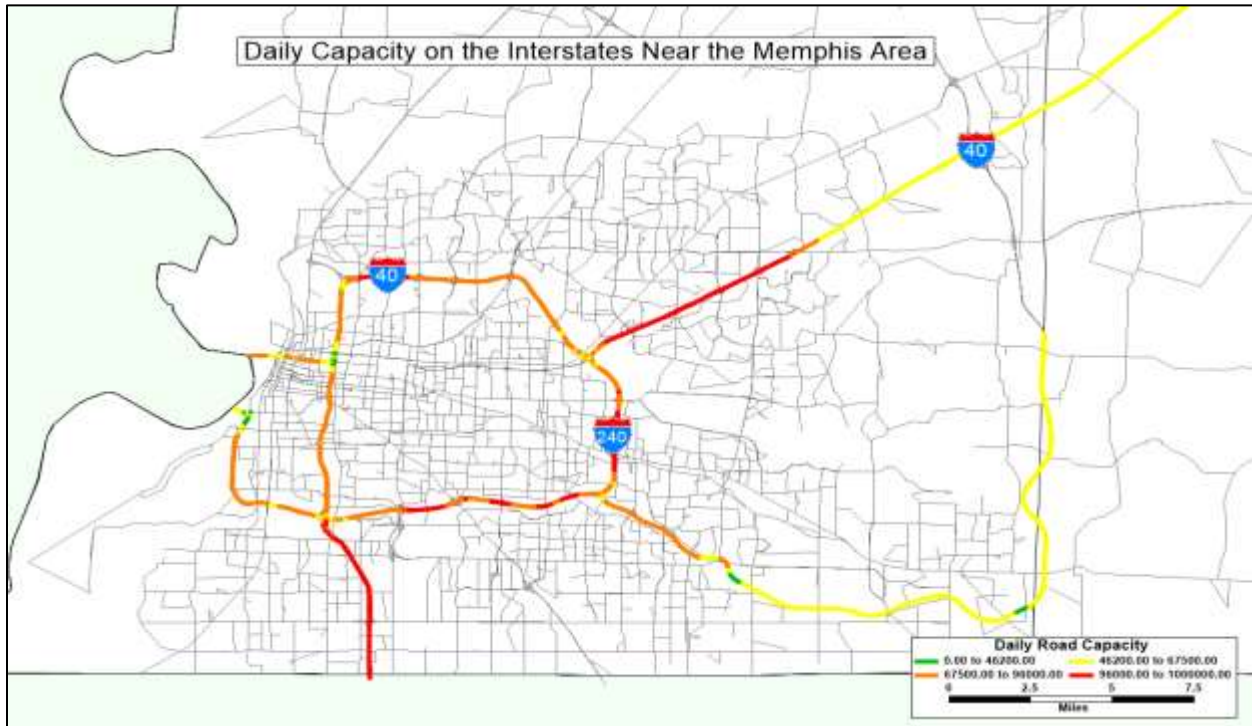 Daily Capacity on the Interstates Near the Memphis Area
40
40
240
Daily Road Capacity
0.00 to 46200.00 46200.00 to 67500.00
67500.00 to 96000.00 96000.00 to 1000000.00
0 2.5 5 7.5
Miles